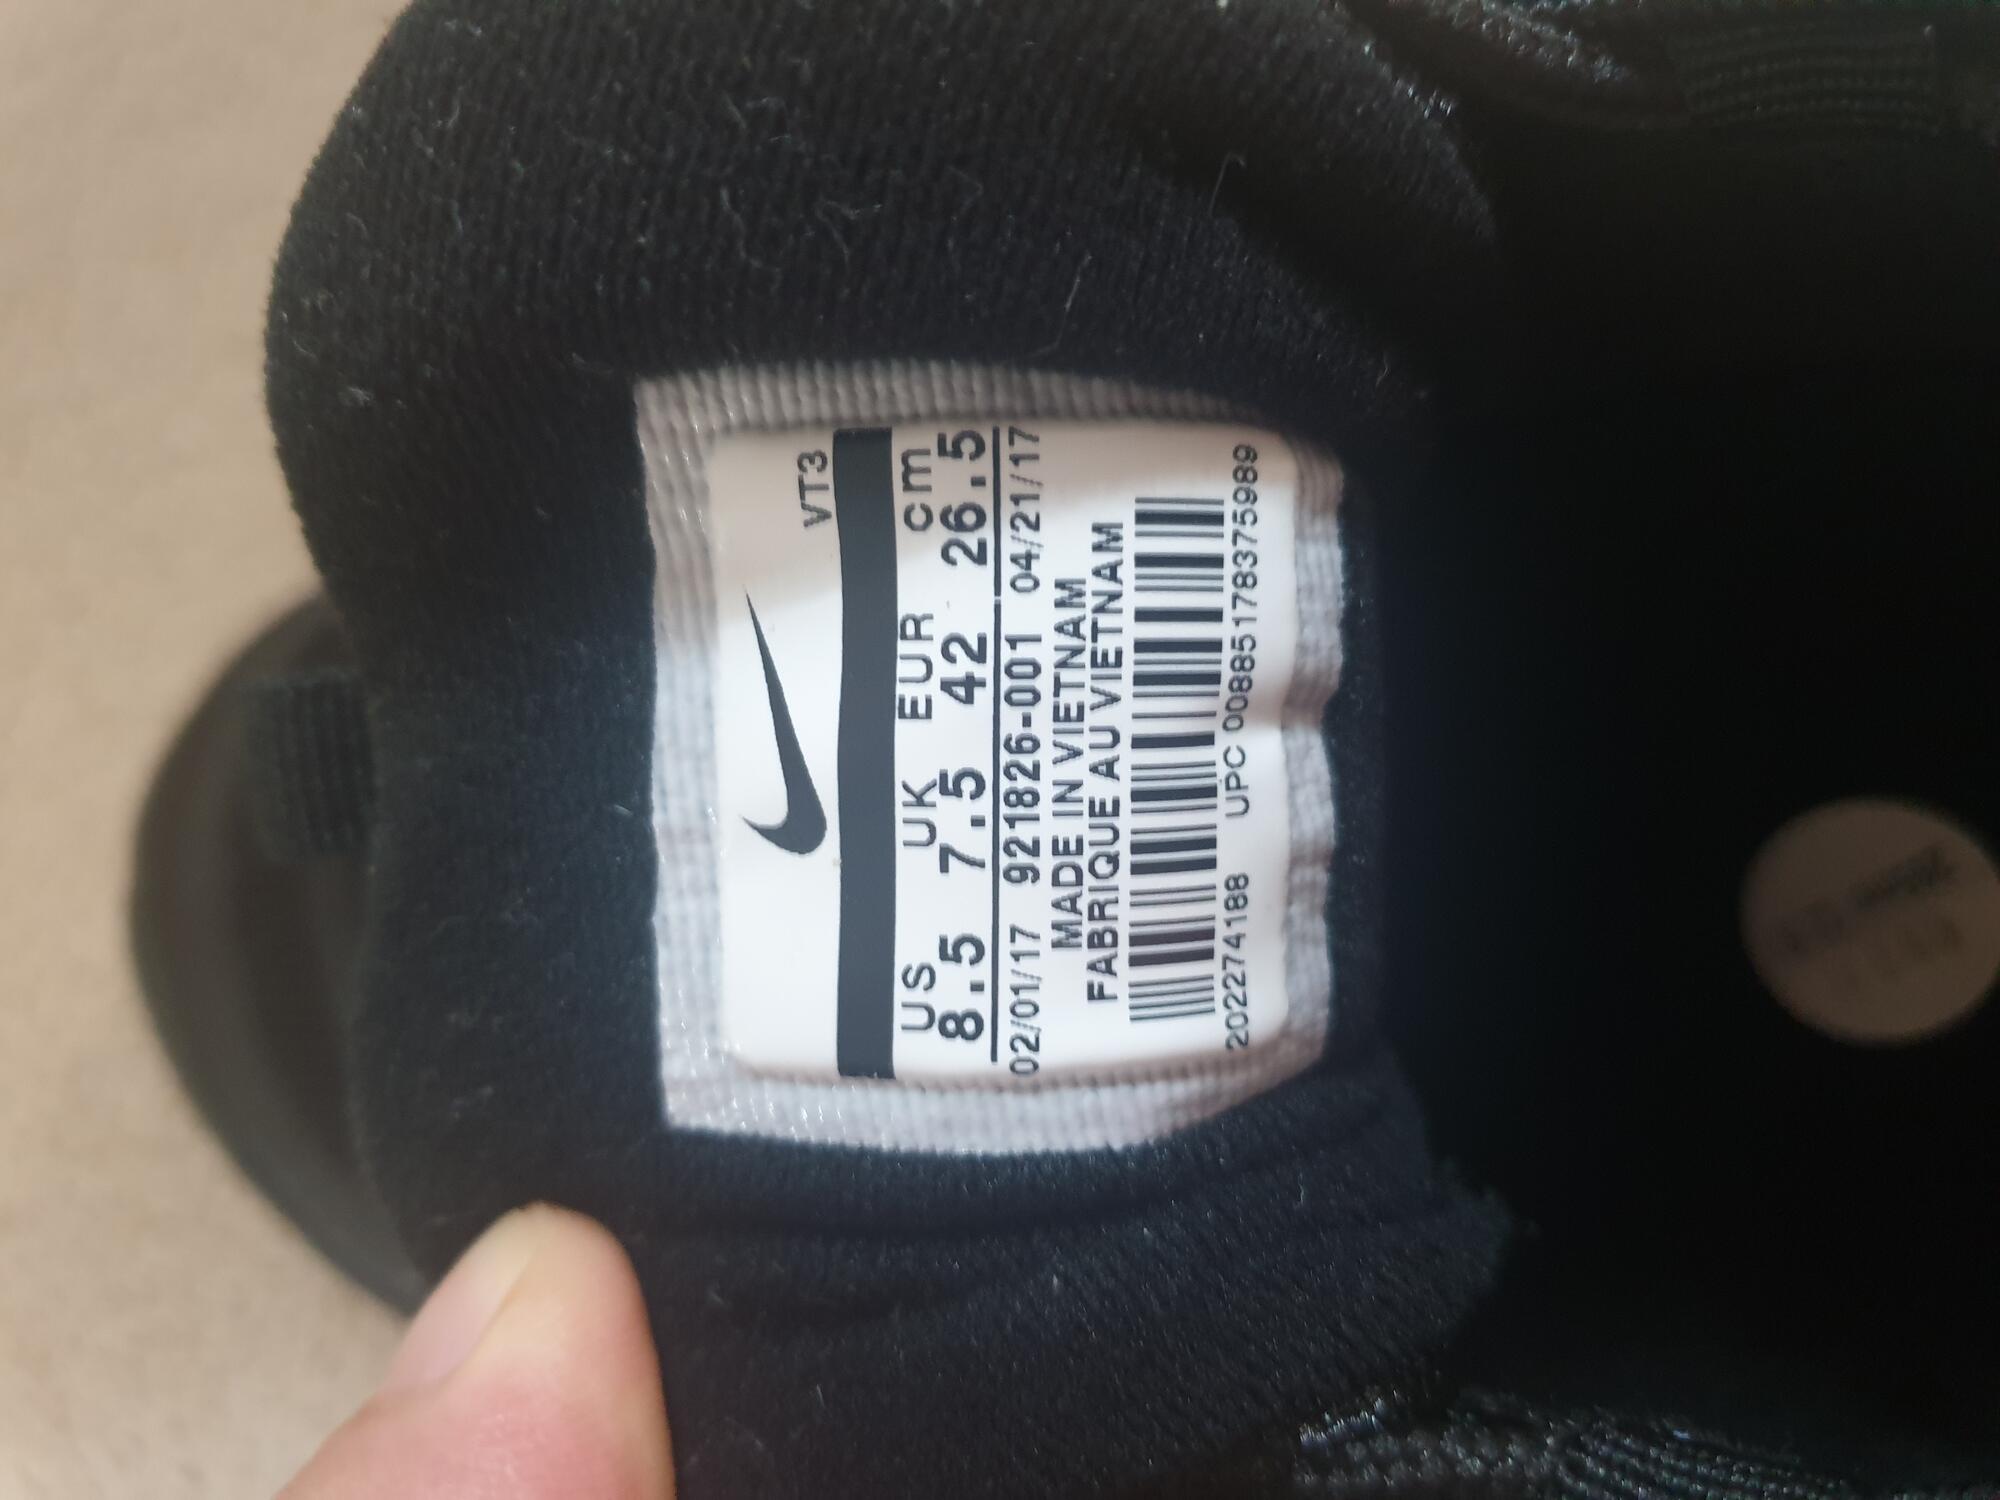 VT3
US UK EUR cm
8.5 7.5 42 26.5
02/01/17 921826-001 04/21/17
MADE IN VIETNAM
FABRIQUE AU VIETNAM
2022274188 UPC 00885178375989